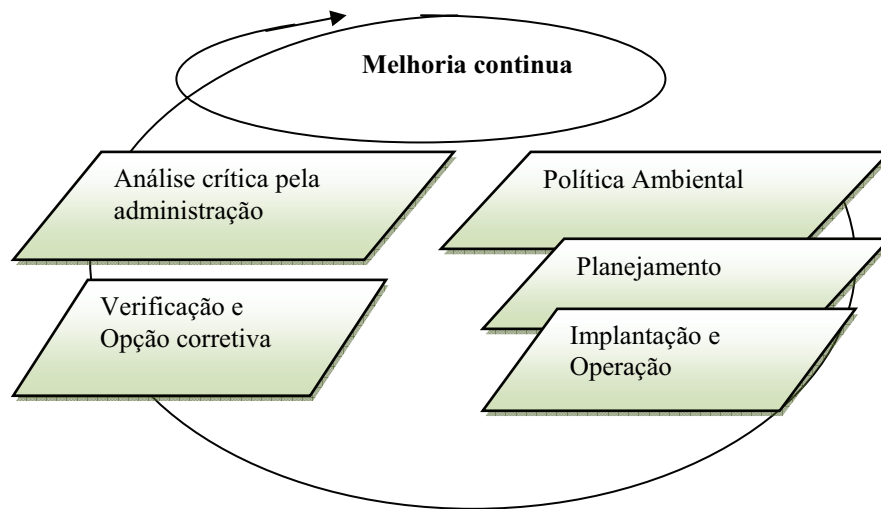 Melhoria continua
Análise crítica pela
administração
Política Ambiental
Planejamento
Verificação e
Opção corretiva
Implantação e
Operação